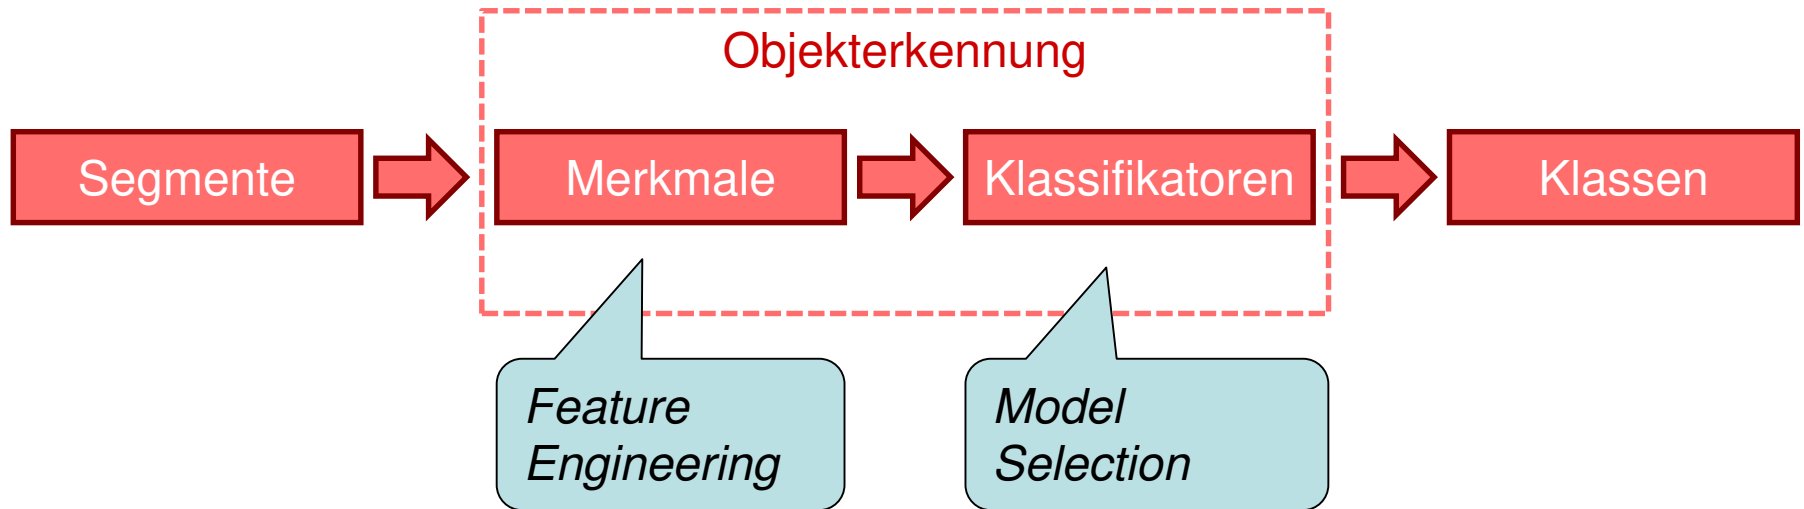 Objekterkennung
Segmente
Merkmale
Klassifikatoren
Klassen
Feature
Engineering
Model
Selection